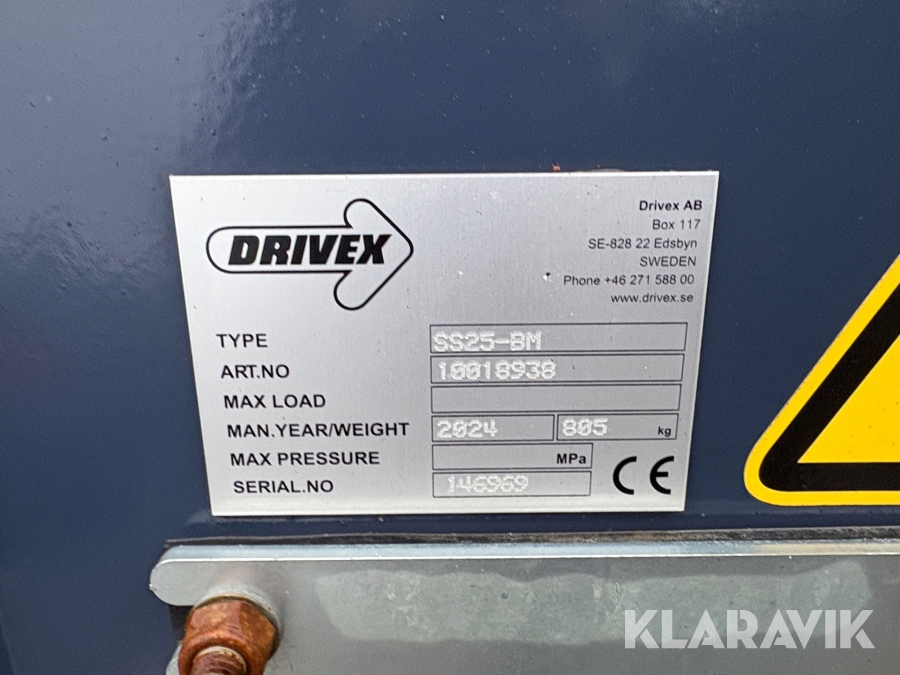 DRIVEX
Drivex AB
Box 117
SE-828 22 Edsbyn
SWEDEN
Phone +46 271 588 00
www.drivex.se
TYPE SS25-BM
ART.NO 10018938
MAX LOAD
MAN.YEAR/WEIGHT 2024 805 kg
MAX PRESSURE MPa
SERIAL.NO 146969
CE
KLARAVIK